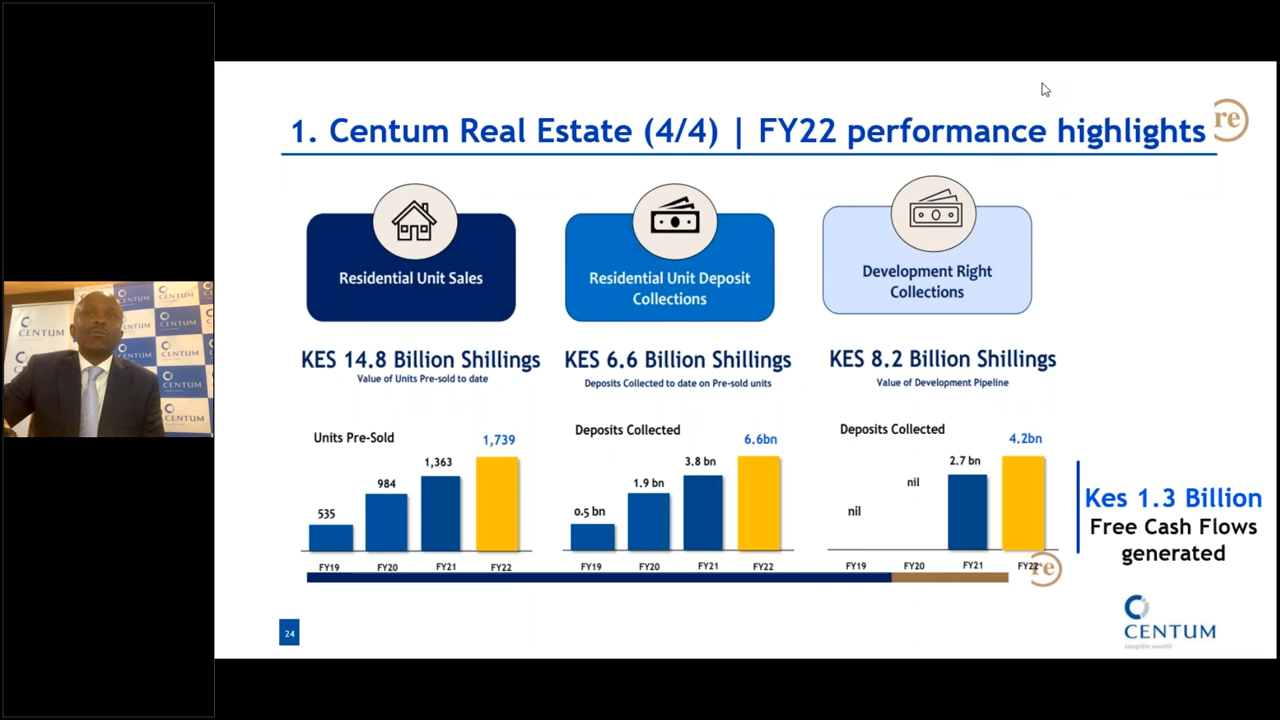 1. Centum Real Estate (4/4) | FY22 performance highlights
re
Residential Unit Sales
Residential Unit Deposit
Collections
Development Right
Collections
KES 14.8 Billion Shillings
Value of Units Pre-sold to date
KES 6.6 Billion Shillings
Deposits Collected to date on Pre-sold units
KES 8.2 Billion Shillings
Value of Development Pipeline
Units Pre-Sold
535
984
1,363
1,739
FY19
FY20
FY21
FY22
Deposits Collected
0.5 bn
1.9 bn
3.8 bn
6.6bn
FY19
FY20
FY21
FY22
Deposits Collected
nil
nil
2.7 bn
4.2bn
FY19
FY20
FY21
FY22
re
Kes 1.3 Billion
Free Cash Flows
generated
24
CENTUM
tangible wealth
CENTUM
CENTUM
CENTUM
CENTUM
CENTUM
CENTUM